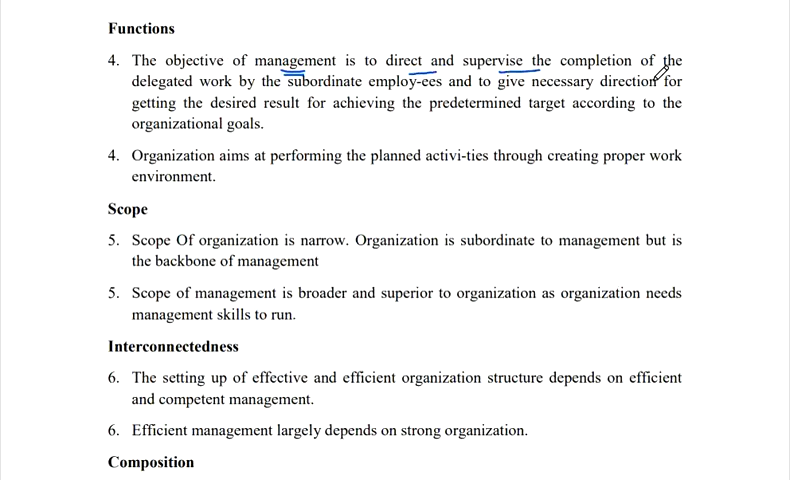 Functions
4. The objective of management is to direct and supervise the completion of the
delegated work by the subordinate employ-ees and to give necessary direction for
getting the desired result for achieving the predetermined target according to the
organizational goals.
4. Organization aims at performing the planned activi-ties through creating proper work
environment.
Scope
5. Scope Of organization is narrow. Organization is subordinate to management but is
the backbone of management
5. Scope of management is broader and superior to organization as organization needs
management skills to run.
Interconnectedness
6. The setting up of effective and efficient organization structure depends on efficient
and competent management.
6. Efficient management largely depends on strong organization.
Composition